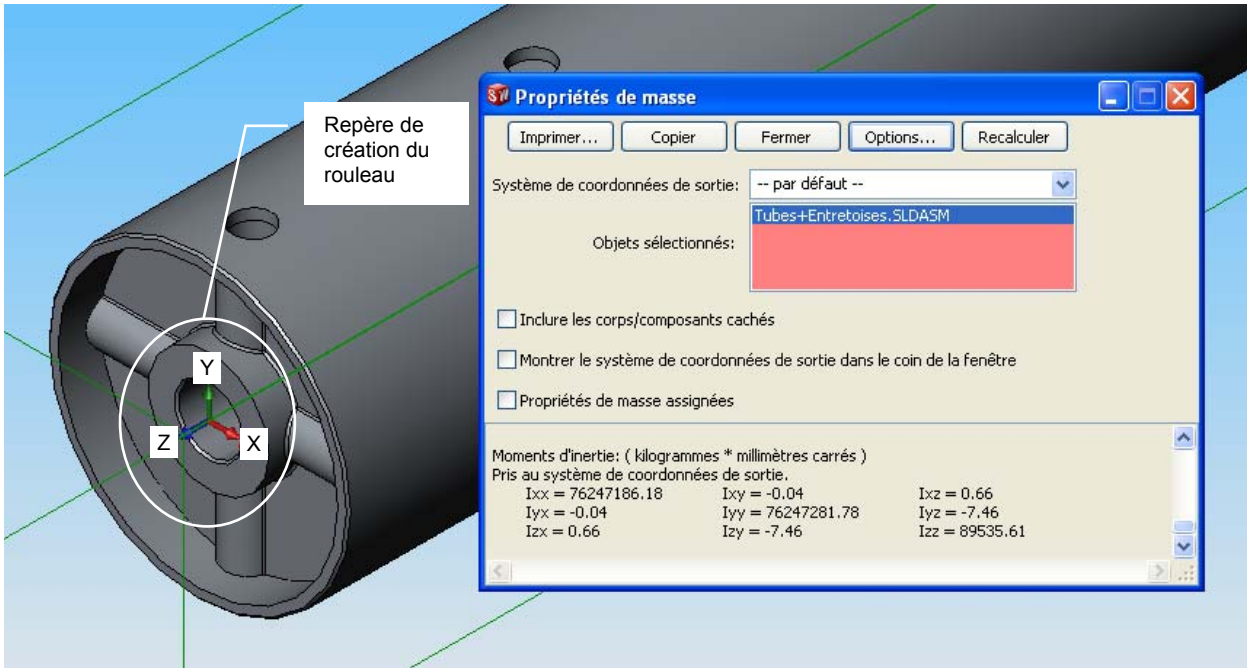 Repère de
création du
rouleau
Y
Z
X
SW Propriétés de masse
Imprimer... Copier Fermer Options... Recalculer
Système de coordonnées de sortie: -- par défaut --
Objets sélectionnés: Tubes+Entretoises.SLDASM
Inclure les corps/composants cachés
Montrer le système de coordonnées de sortie dans le coin de la fenêtre
Propriétés de masse assignées
Moments d'inertie: ( kilogrammes * millimètres carrés )
Pris au système de coordonnées de sortie.
Ixx = 76247186.18 Ixy = -0.04 Ixz = 0.66
Iyx = -0.04 Iyy = 76247281.78 Iyz = -7.46
Izx = 0.66 Izy = -7.46 Izz = 89535.61